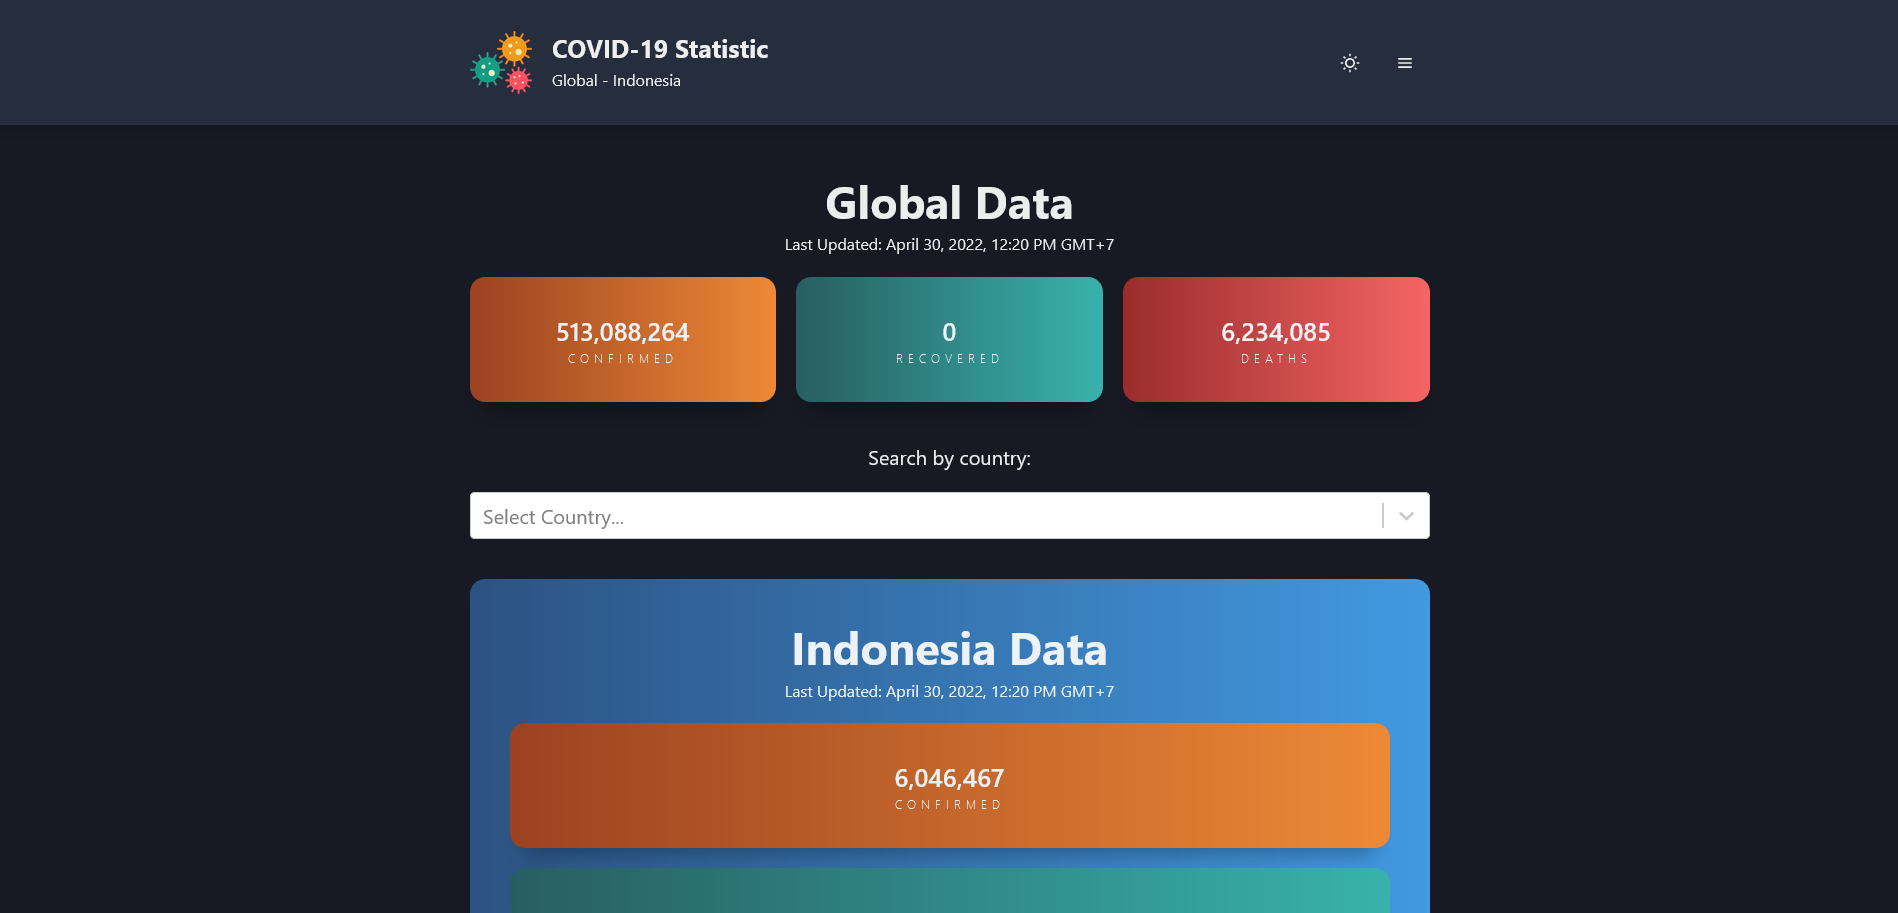 COVID-19 Statistic
Global - Indonesia
Global Data
Last Updated: April 30, 2022, 12:20 PM GMT+7
513,088,264
CONFIRMED
0
RECOVERED
6,234,085
DEATHS
Search by country:
Select Country...
Indonesia Data
Last Updated: April 30, 2022, 12:20 PM GMT+7
6,046,467
CONFIRMED